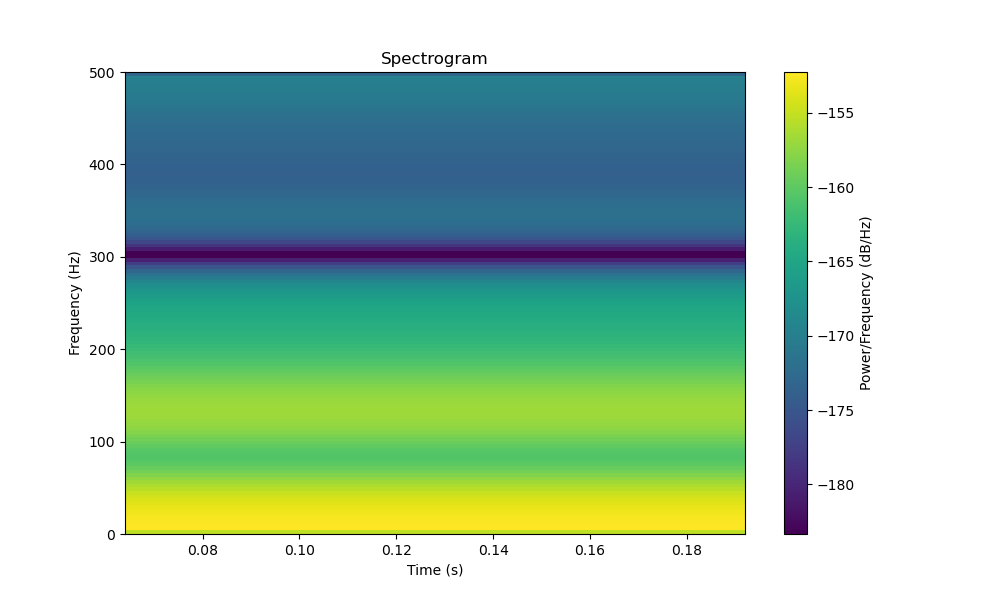 Spectrogram
500
400
300
200
100
0
Frequency (Hz)
0.08 0.10 0.12 0.14 0.16 0.18
Time (s)
−155
−160
−165
−170
−175
−180
Power/Frequency (dB/Hz)